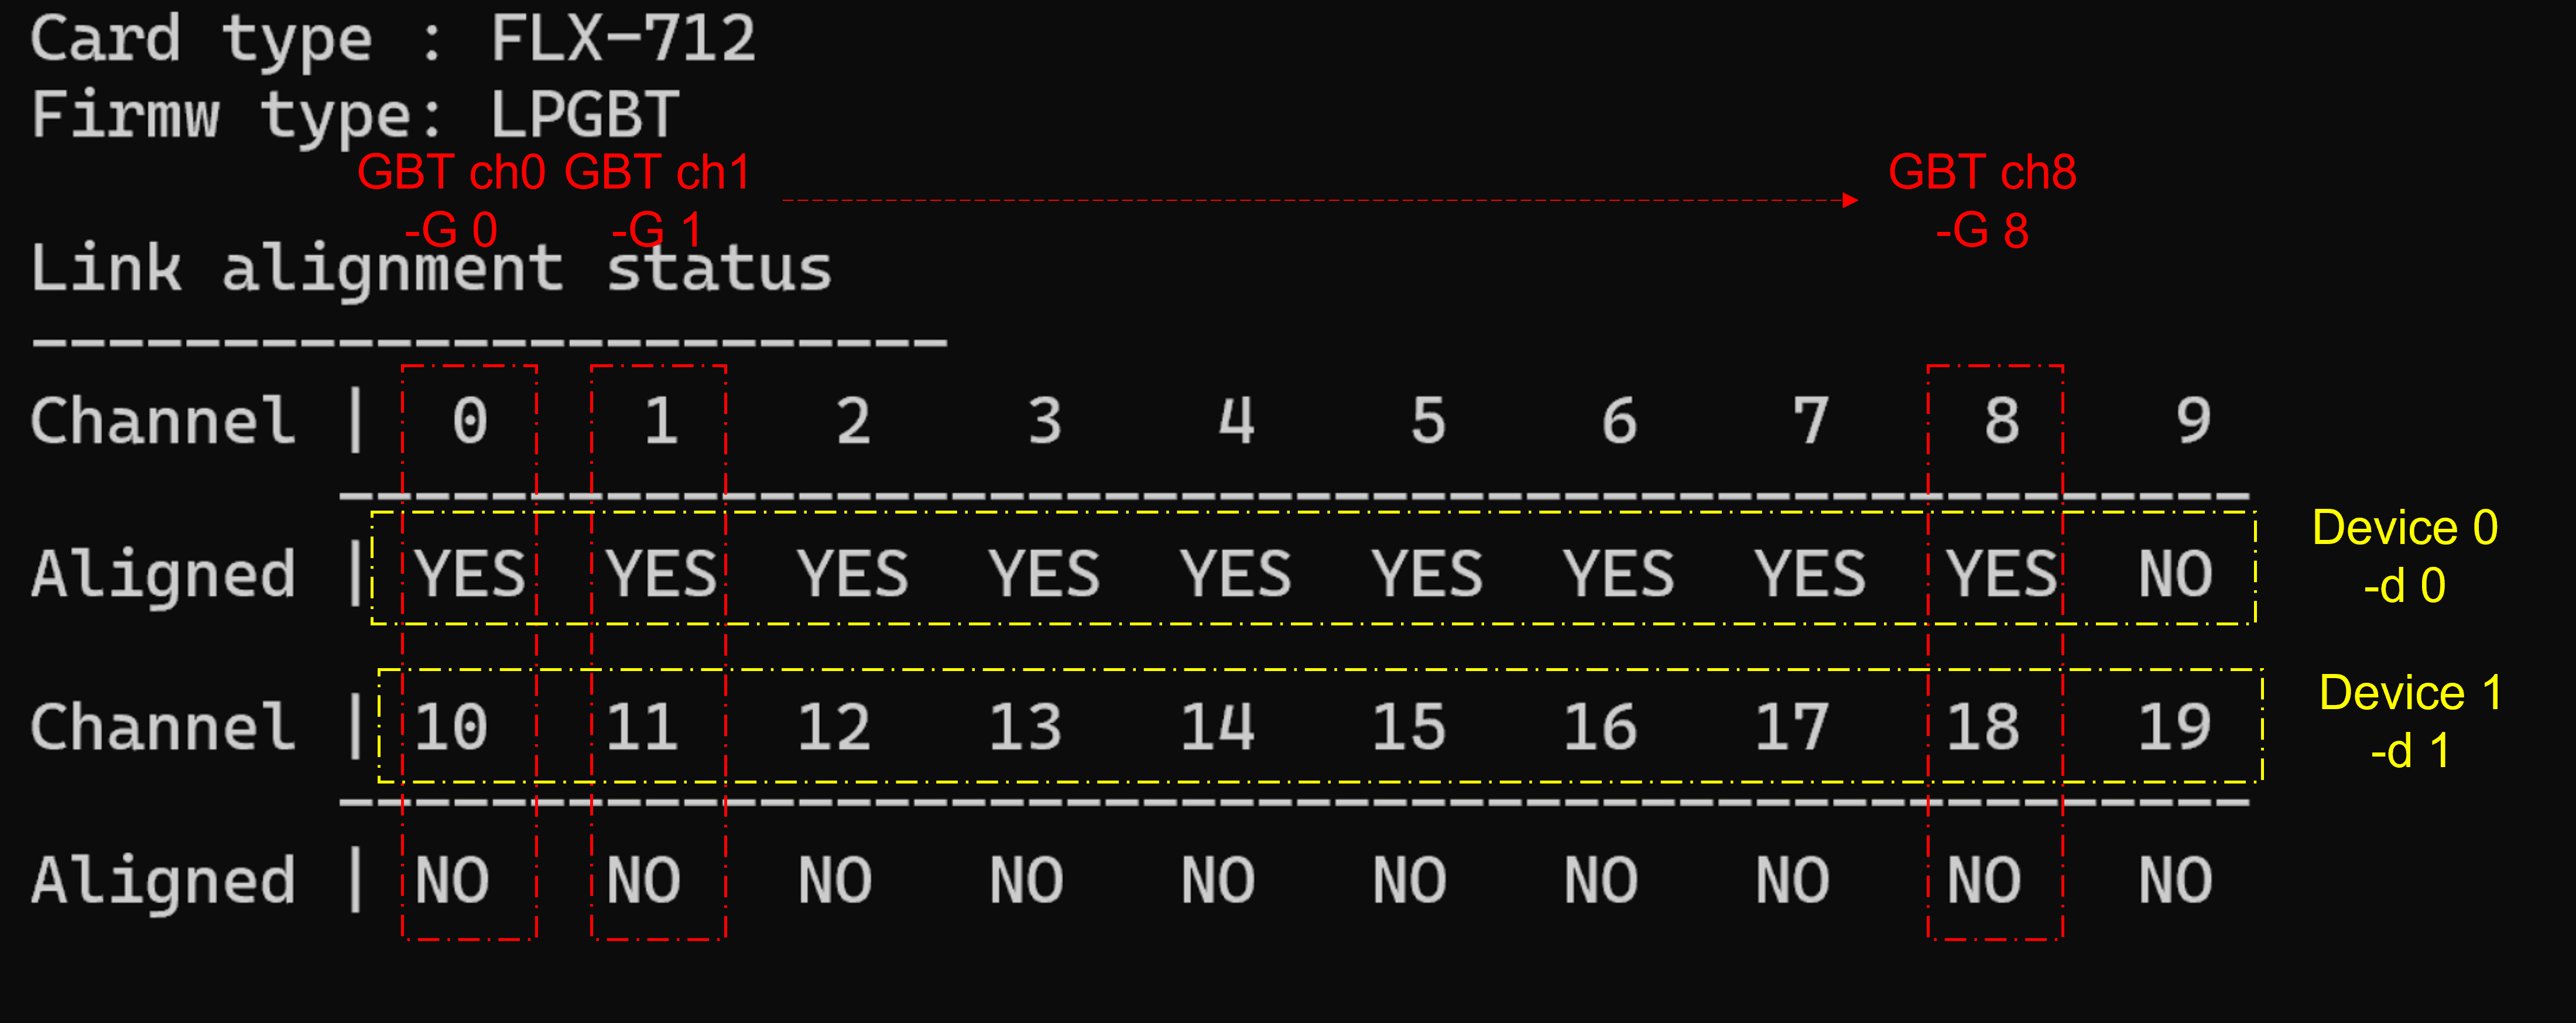 Card type : FLX-712
Firmw type: LPGBT
GBT ch0 GBT ch1 GBT ch8
-G 0 -G 1 -G 8
Link alignment status
-------------------------
Channel | 0 1 2 3 4 5 6 7 8 9
--------------------------------------------------
Aligned | YES YES YES YES YES YES YES YES YES NO
Device 0
-d 0
Channel | 10 11 12 13 14 15 16 17 18 19
Device 1
-d 1
--------------------------------------------------
Aligned | NO NO NO NO NO NO NO NO NO NO